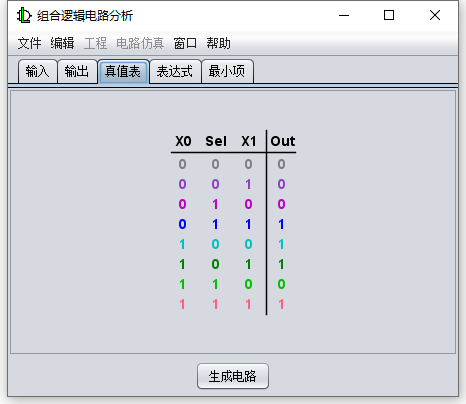 组合逻辑电路分析
文件 编辑 工程 电路仿真 窗口 帮助
输入 输出 真值表 表达式 最小项
X0 Sel X1 Out
0 0 0 0
0 0 1 0
0 1 0 0
0 1 1 1
1 0 0 1
1 0 1 1
1 1 0 0
1 1 1 1
生成电路